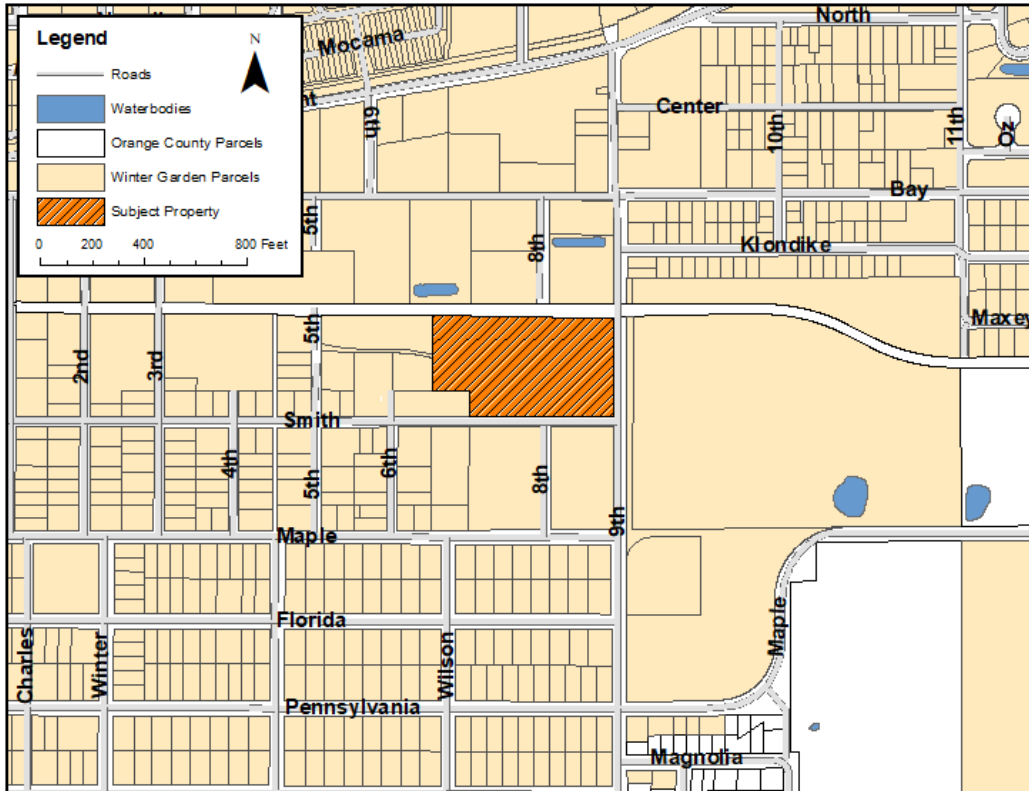 Legend
N
Roads
Waterbodies
Orange County Parcels
Winter Garden Parcels
Subject Property
0 200 400 800 Feet
Mocama
North
nt
6th
Center
10th
11th
Oz
Bay
5th
8th
Klondike
Maxey
2nd
3rd
5th
Smith
4th
5th
6th
8th
9th
Maple
Florida
Maple
Charles
Winter
Wilson
Pennsylvania
Magnolia